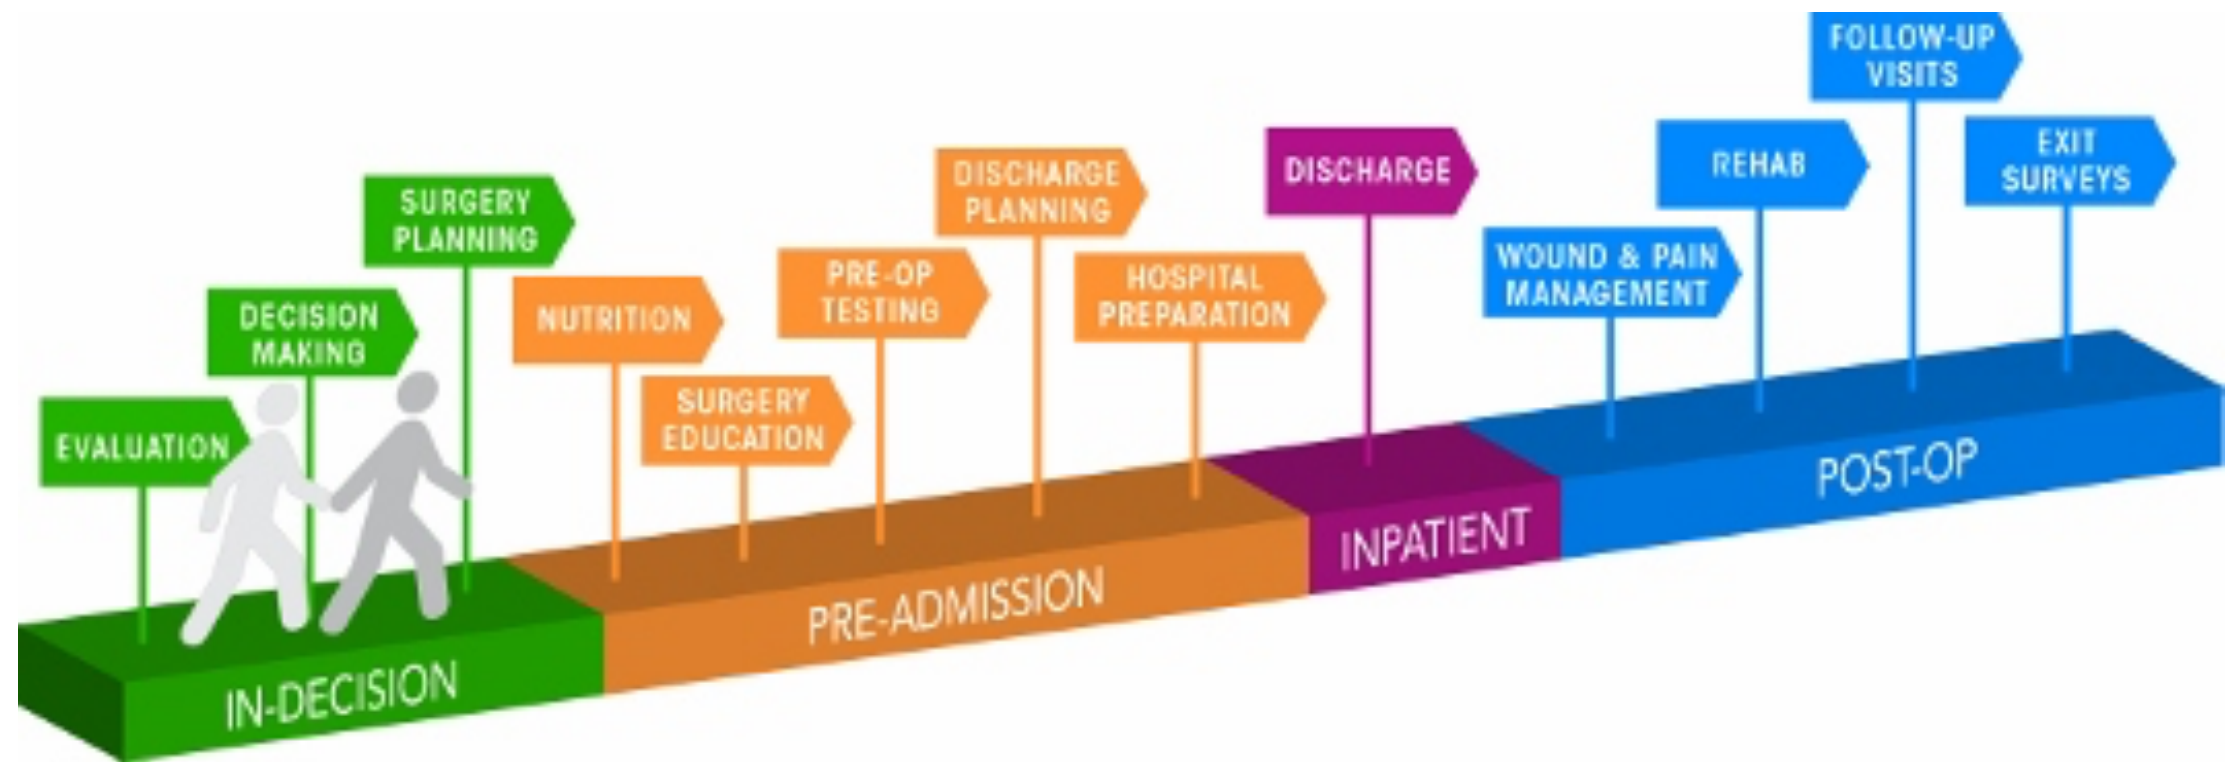 EVALUATION
DECISION
MAKING
SURGERY
PLANNING
NUTRITION
SURGERY
EDUCATION
PRE-OP
TESTING
DISCHARGE
PLANNING
HOSPITAL
PREPARATION
DISCHARGE
WOUND & PAIN
MANAGEMENT
REHAB
FOLLOW-UP
VISITS
EXIT
SURVEYS
IN-DECISION
PRE-ADMISSION
INPATIENT
POST-OP